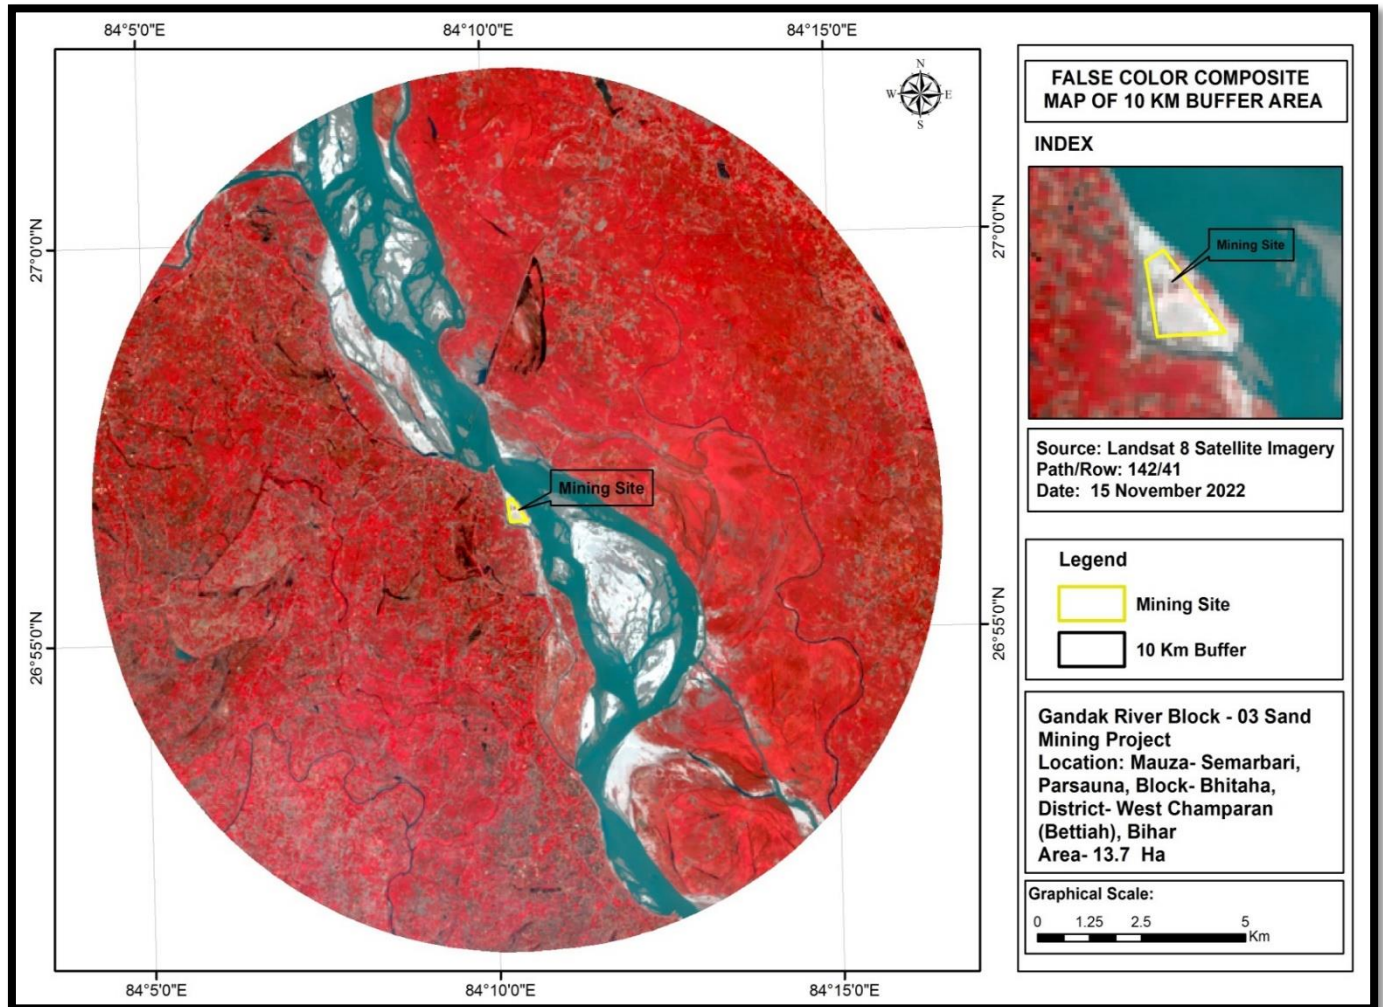 84°5'0"E
84°10'0"E
84°15'0"E
N
W
E
S
27°0'0"N
27°0'0"N
Mining Site
26°55'0"N
26°55'0"N
84°5'0"E
84°10'0"E
84°15'0"E
FALSE COLOR COMPOSITE
MAP OF 10 KM BUFFER AREA
INDEX
Mining Site
Source: Landsat 8 Satellite Imagery
Path/Row: 142/41
Date: 15 November 2022
Legend
Mining Site
10 Km Buffer
Gandak River Block - 03 Sand
Mining Project
Location: Mauza- Semarbari,
Parsauna, Block- Bhitaha,
District- West Champaran
(Bettiah), Bihar
Area- 13.7 Ha
Graphical Scale:
0 1.25 2.5 5
Km